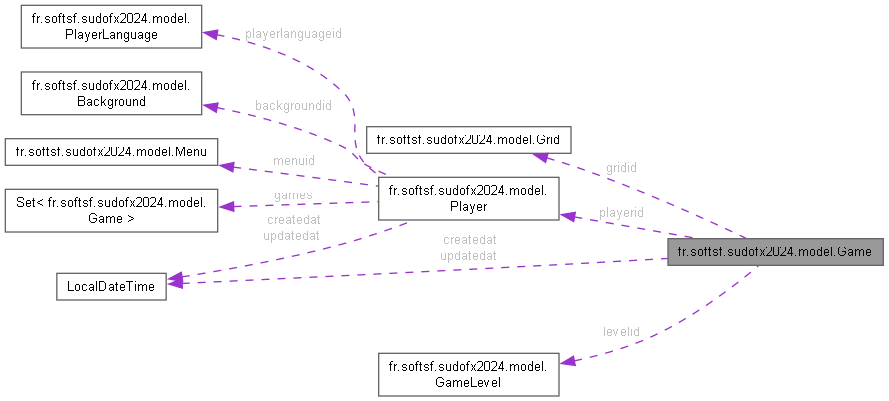 fr.softsf.sudofx2024.model.
PlayerLanguage
playerlanguageid
fr.softsf.sudofx2024.model.
Background
backgroundid
fr.softsf.sudofx2024.model.Grid
fr.softsf.sudofx2024.model.Menu
menuid
gridid
fr.softsf.sudofx2024.model.
Player
Set< fr.softsf.sudofx2024.model.
Game >
games
playerid
createdat
updatedat
createdat
updatedat
fr.softsf.sudofx2024.model.Game
LocalDateTime
levelid
fr.softsf.sudofx2024.model.
GameLevel